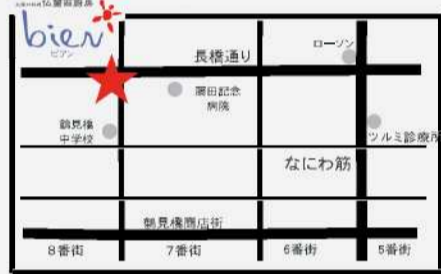 bien
ビアン
長橋通り
ローソン
記念
病院
鶴見橋
中学校
ツルミ診療所
なにわ筋
鶴見橋商店街
8番街
7番街
6番街
5番街